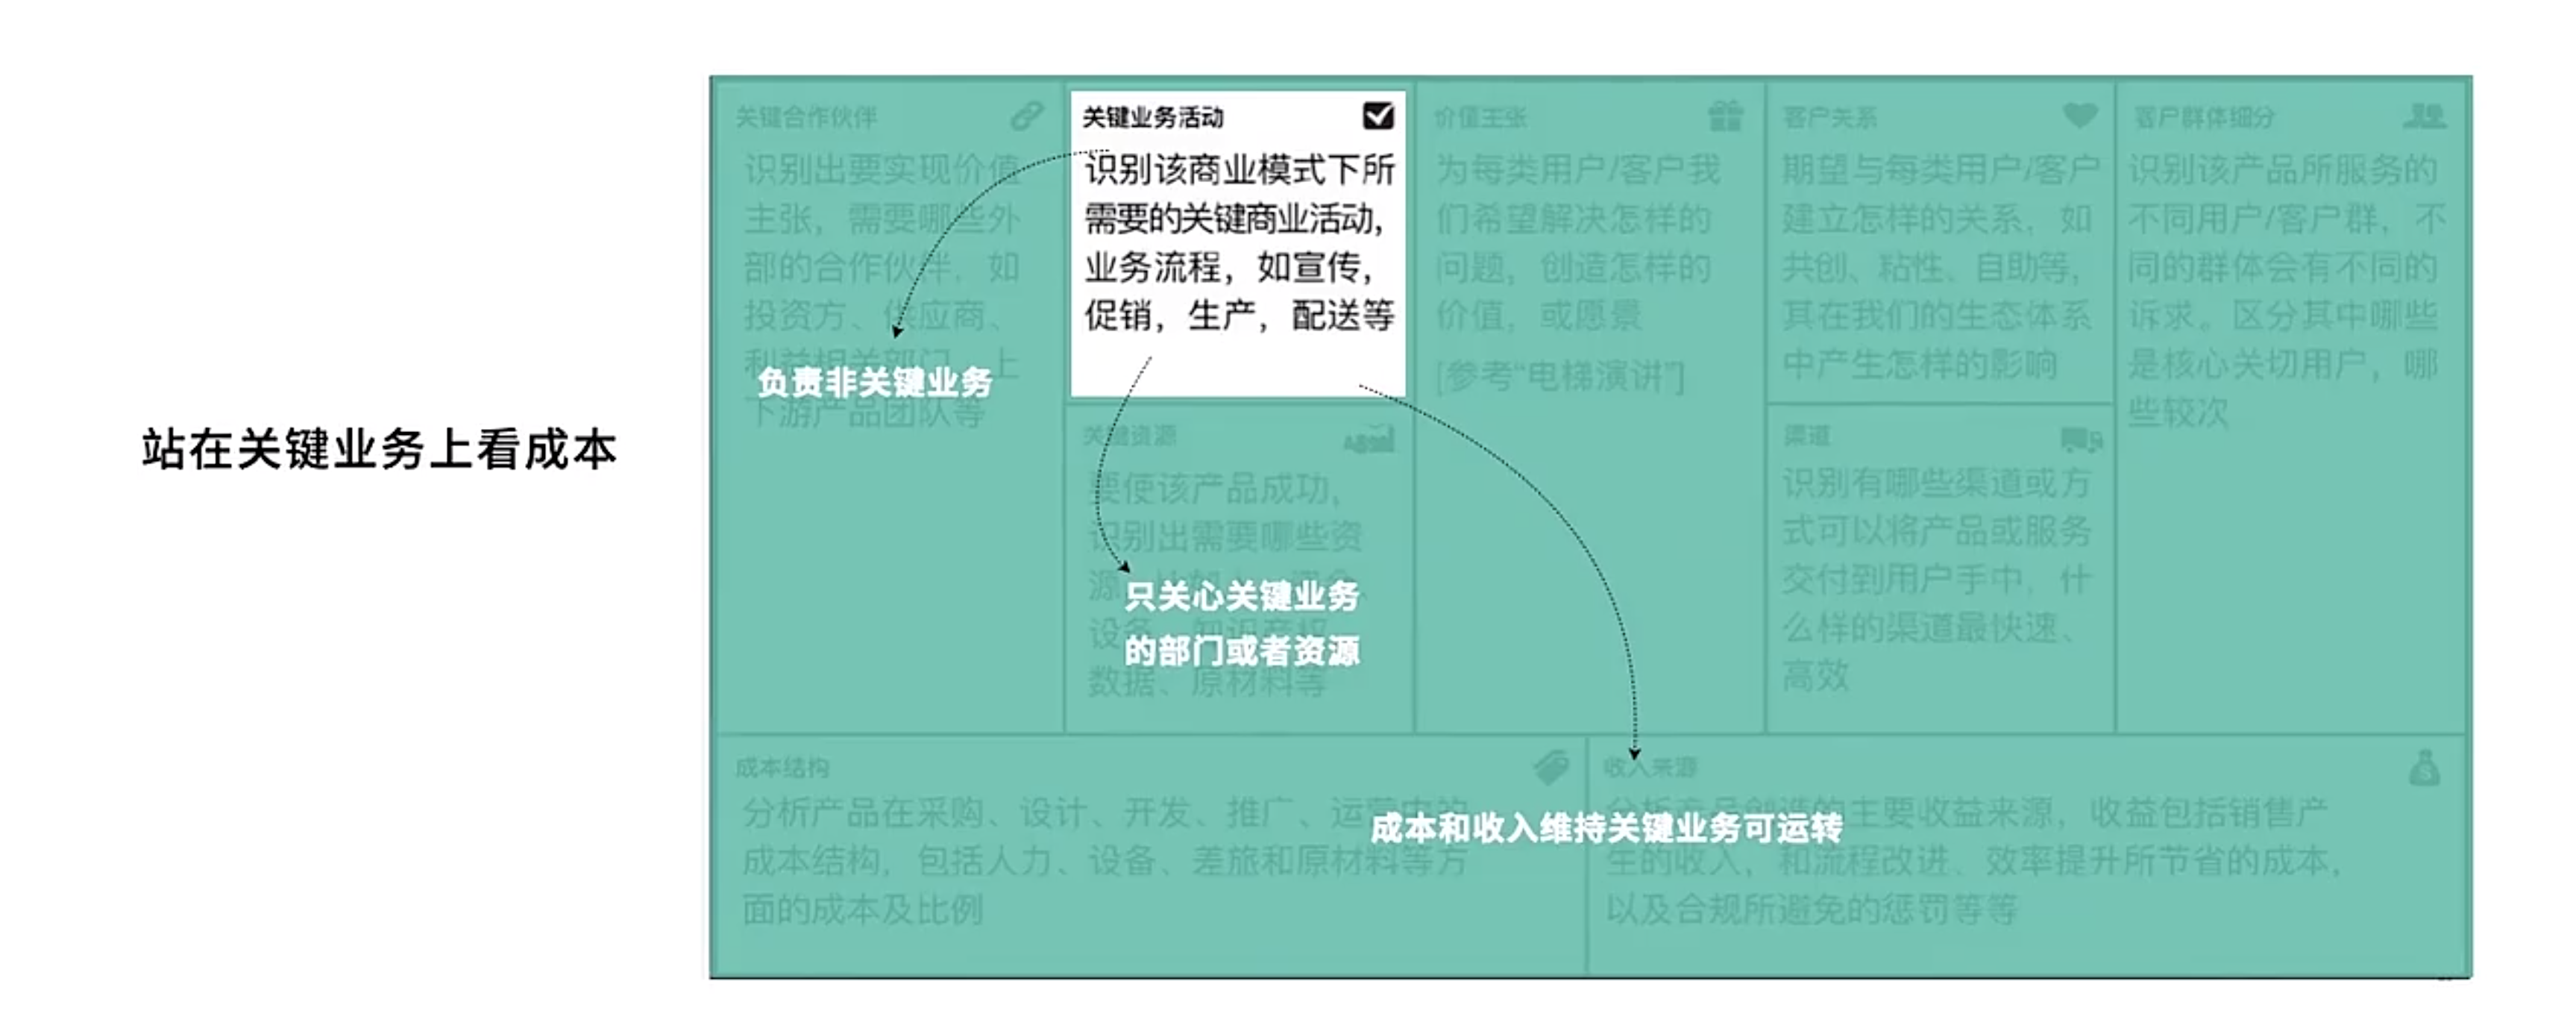 站在关键业务上看成本
关键合作伙伴
识别出要实现价值
主张，需要哪些外
部的合作伙伴，如
投资方、供应商、
利益相关部门、上
下游产品团队等
负责非关键业务
关键业务活动
识别该商业模式下所
需要的关键商业活动，
业务流程，如宣传，
促销，生产，配送等
关键资源
要使该产品成功，
识别出需要哪些资
源
设备、知识产权
数据、原材料等
只关心关键业务
的部门或者资源
价值主张
为每类用户/客户我
们希望解决怎样的
问题，创造怎样的
价值，或愿景
[参考“电梯演讲”]
客户关系
期望与每类用户/客户
建立怎样的关系，如
共创、粘性、自助等，
其在我们的生态体系
中产生怎样的影响
渠道
识别有哪些渠道或方
式可以将产品或服务
交付到用户手中，什
么样的渠道最快速、
高效
客户群体细分
识别该产品所服务的
不同用户/客户群，不
同的群体会有不同的
诉求。区分其中哪些
是核心关切用户，哪
些较次
成本结构
分析产品在采购、设计、开发、推广、运营中的
成本结构，包括人力、设备、差旅和原材料等方
面的成本及比例
收入来源
分析产品创造的主要收益来源，收益包括销售产
生的收入，和流程改进、效率提升所节省的成本，
以及合规所避免的惩罚等等
成本和收入维持关键业务可运转